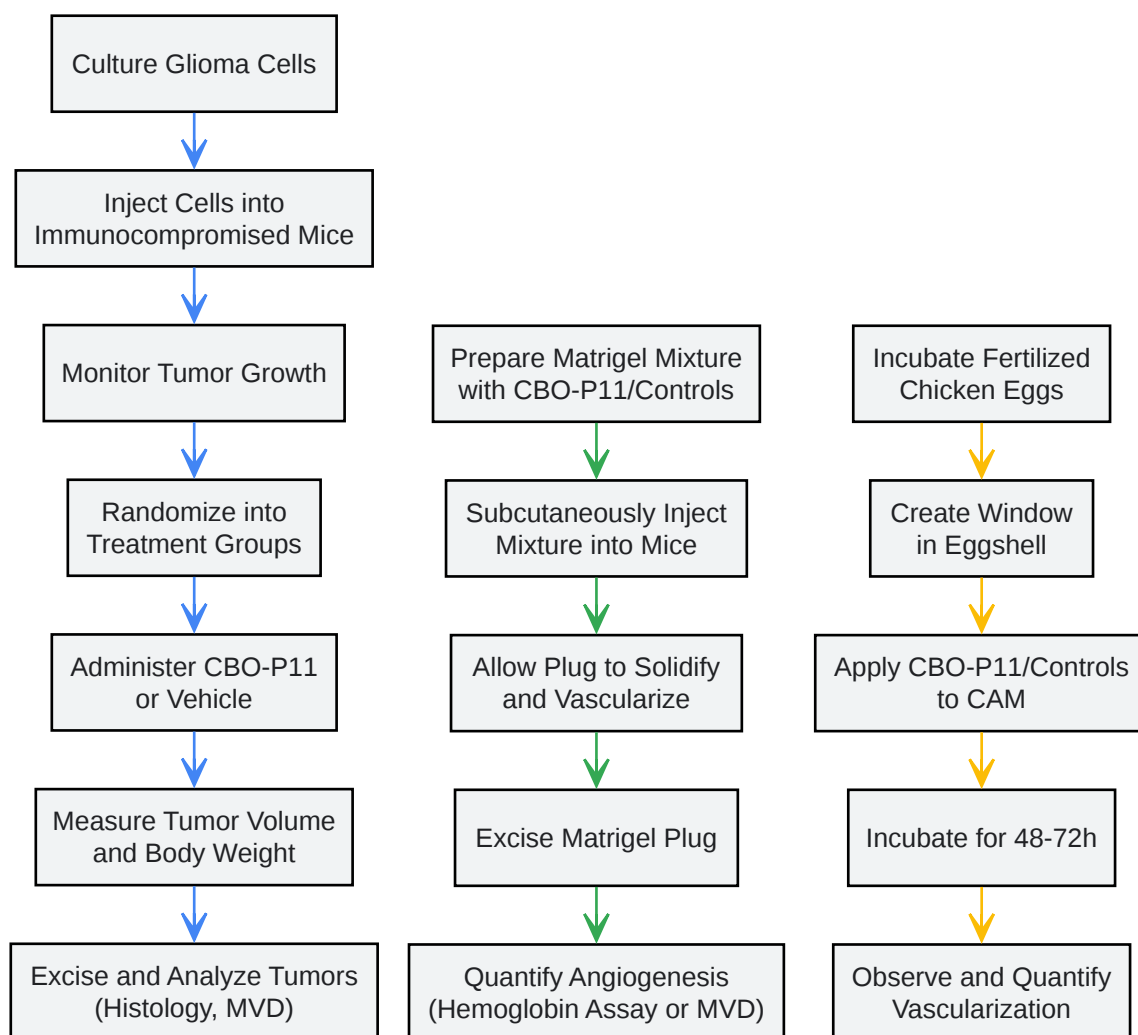 Culture Glioma Cells
Inject Cells into
Immunocompromised Mice
Monitor Tumor Growth
Randomize into
Treatment Groups
Administer CBO-P11
or Vehicle
Measure Tumor Volume
and Body Weight
Excise and Analyze Tumors
(Histology, MVD)
Prepare Matrigel Mixture
with CBO-P11/Controls
Subcutaneously Inject
Mixture into Mice
Allow Plug to Solidify
and Vascularize
Excise Matrigel Plug
Quantify Angiogenesis
(Hemoglobin Assay or MVD)
Incubate Fertilized
Chicken Eggs
Create Window
in Eggshell
Apply CBO-P11/Controls
to CAM
Incubate for 48-72h
Observe and Quantify
Vascularization